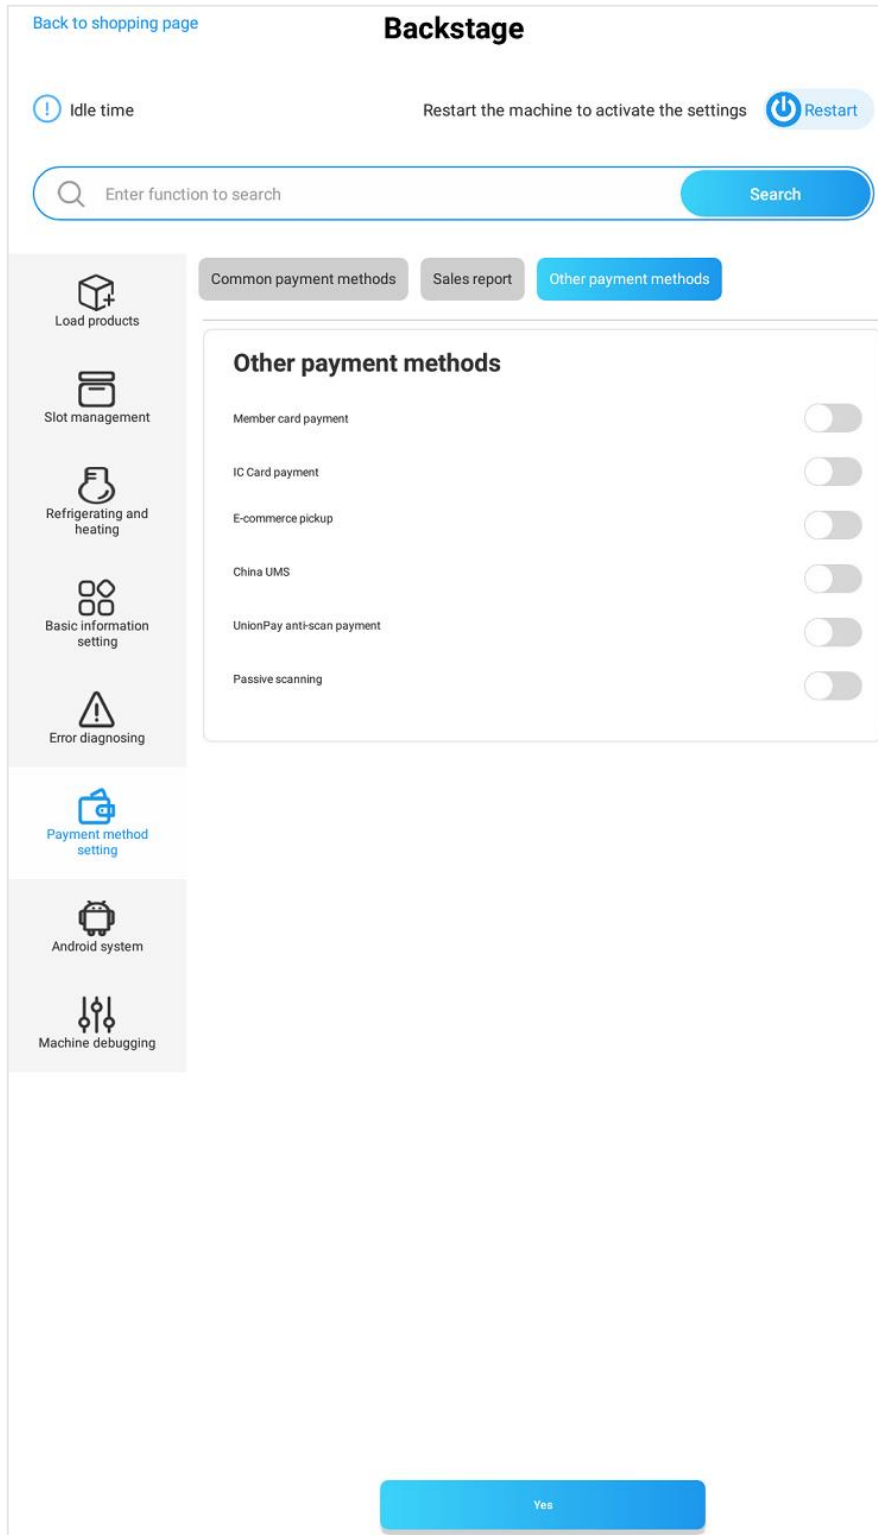 Back to shopping page
Backstage
Idle time
Restart the machine to activate the settings
Restart
Enter function to search
Search
Load products
Slot management
Refrigerating and
heating
Basic information
setting
Error diagnosing
Payment method
setting
Android system
Machine debugging
Common payment methods
Sales report
Other payment methods
Other payment methods
Member card payment
IC Card payment
E-commerce pickup
China UMS
UnionPay anti-scan payment
Passive scanning
Yes